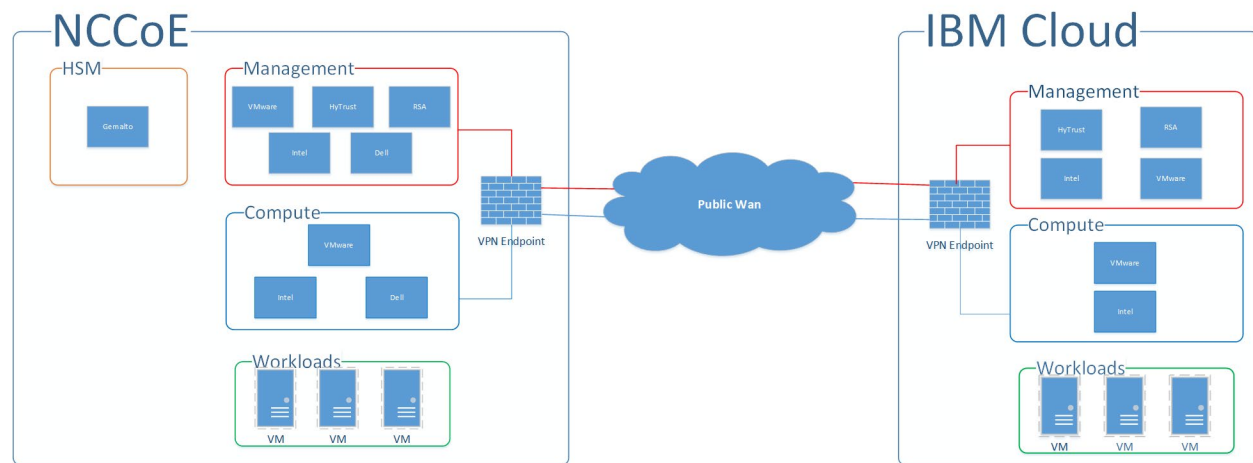 NCCoE
HSM
Gemalto
Management
VMware
HyTrust
RSA
Intel
Dell
Compute
VMware
Intel
Dell
VPN Endpoint
Workloads
VM
VM
VM
Public Wan
IBM Cloud
Management
HyTrust
RSA
Intel
VMware
VPN Endpoint
Compute
VMware
Intel
Workloads
VM
VM
VM